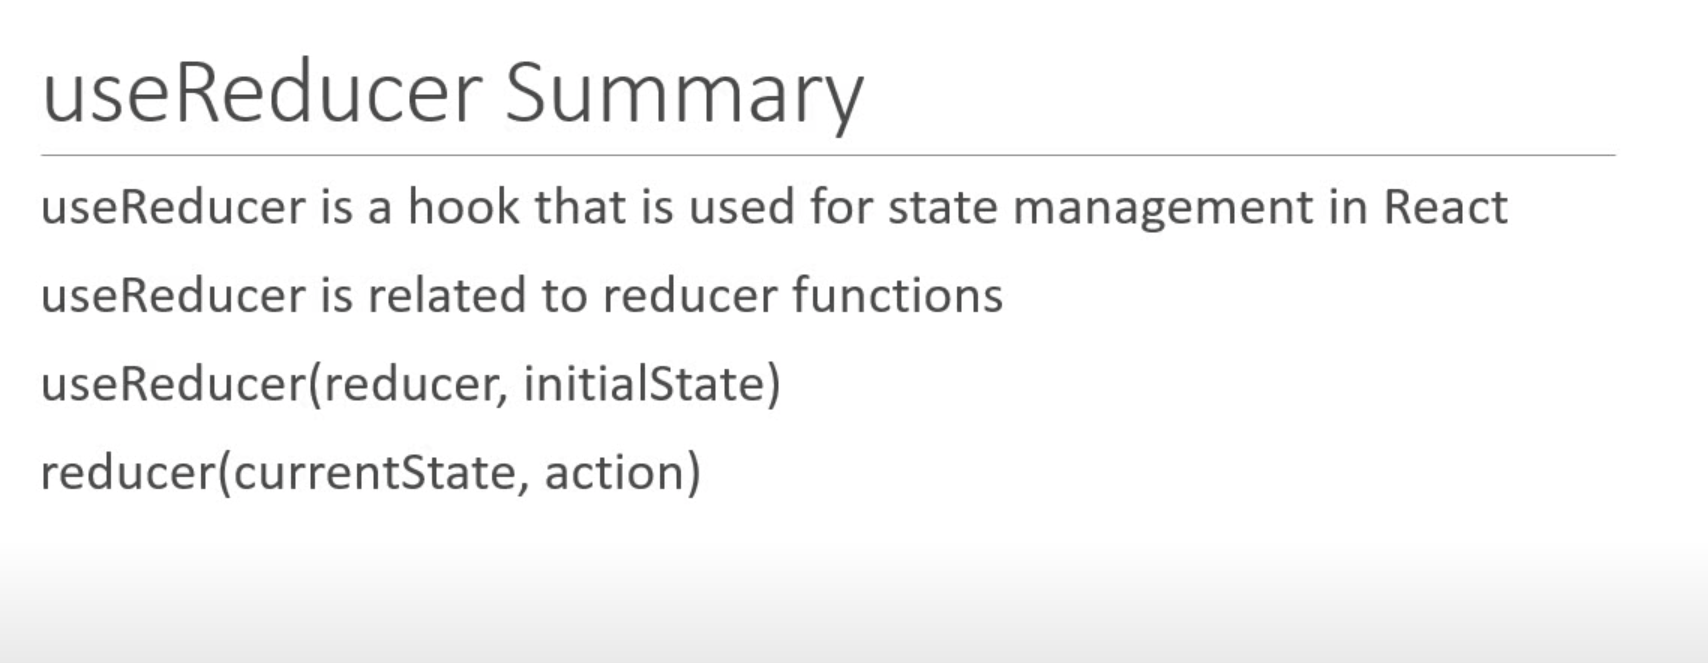 useReducer Summary
useReducer is a hook that is used for state management in React
useReducer is related to reducer functions
useReducer(reducer, initialState)
reducer(currentState, action)